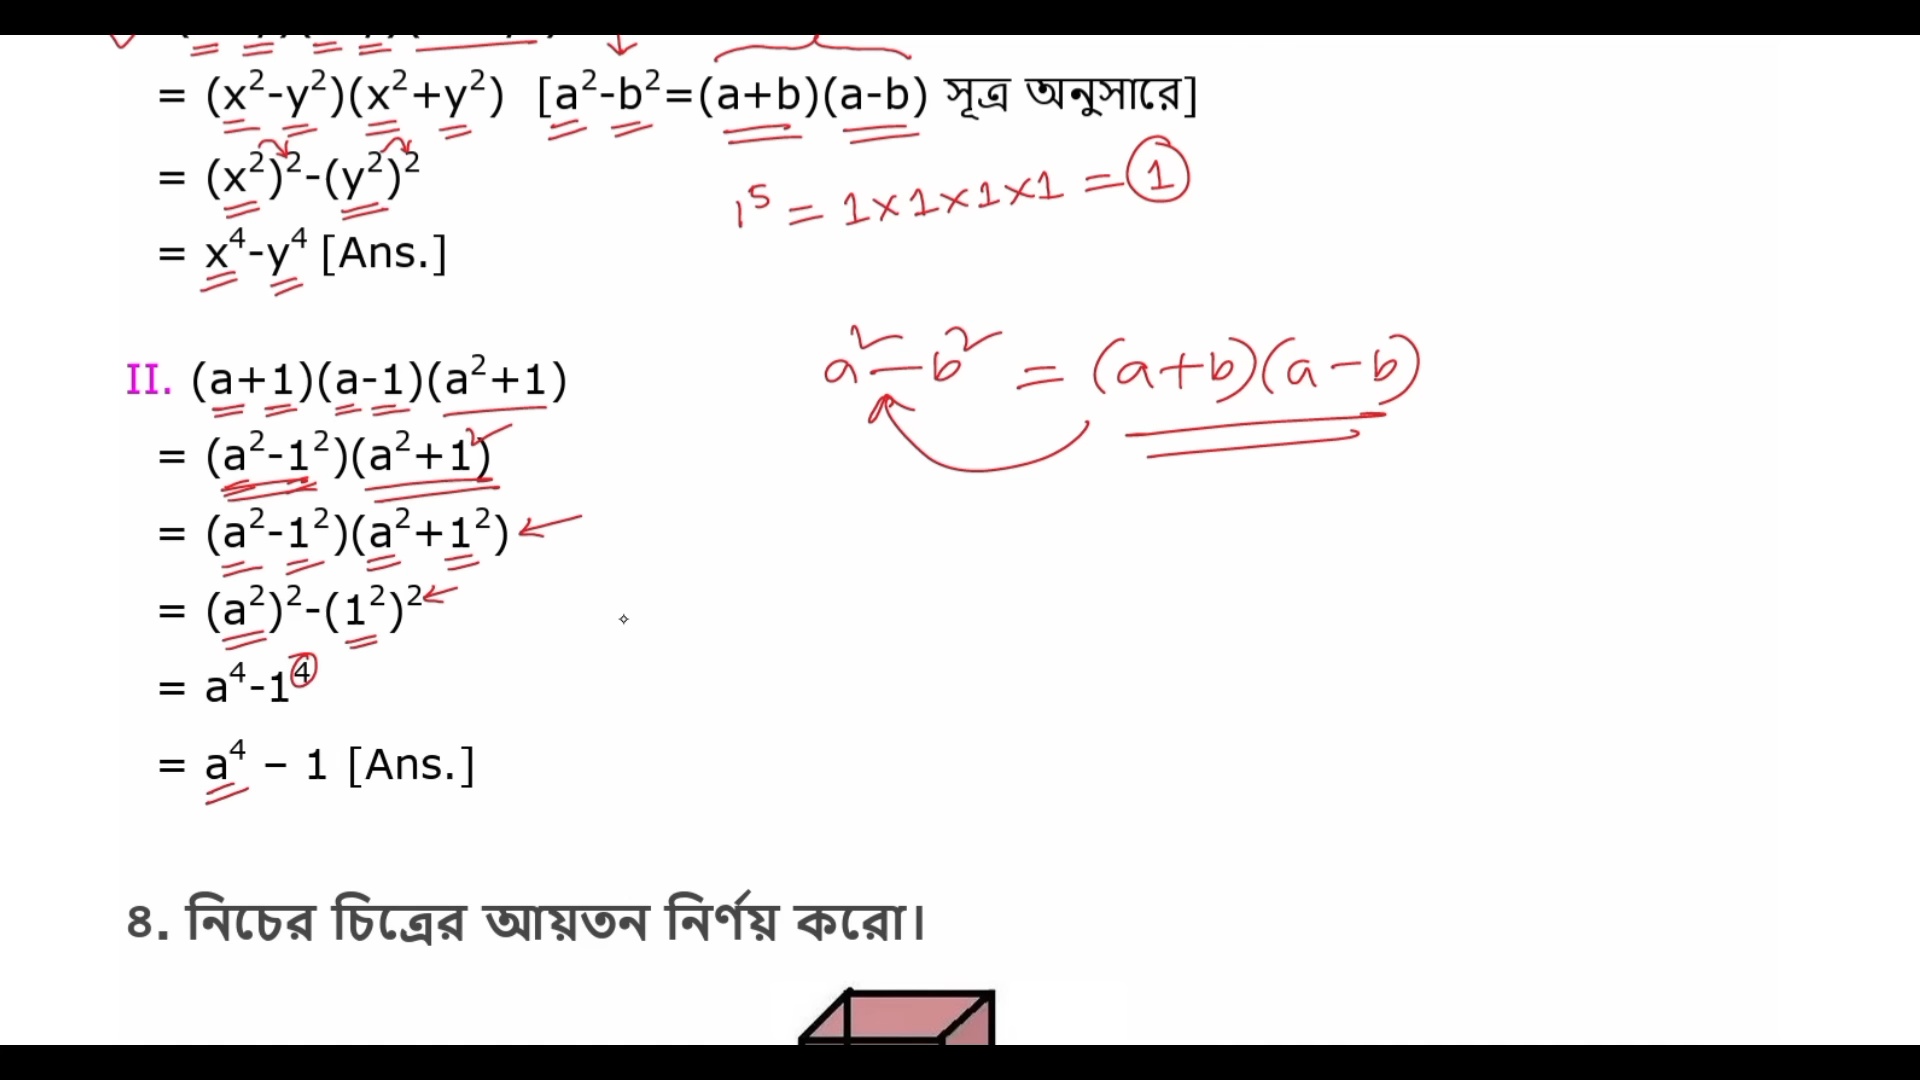 = (x²-y²)(x²+y²) [a²-b²=(a+b)(a-b) সূত্র অনুসারে]
= (x²)²-(y²)²
1⁵ = 1×1×1×1 = 1
= x⁴-y⁴ [Ans.]
a²-b² = (a+b)(a-b)
II. (a+1)(a-1)(a²+1)
= (a²-1²)(a²+1²)
= (a²-1²)(a²+1²)
= (a²)²-(1²)²
= a⁴-1⁴
= a⁴ – 1 [Ans.]
৪. নিচের চিত্রের আয়তন নির্ণয় করো।